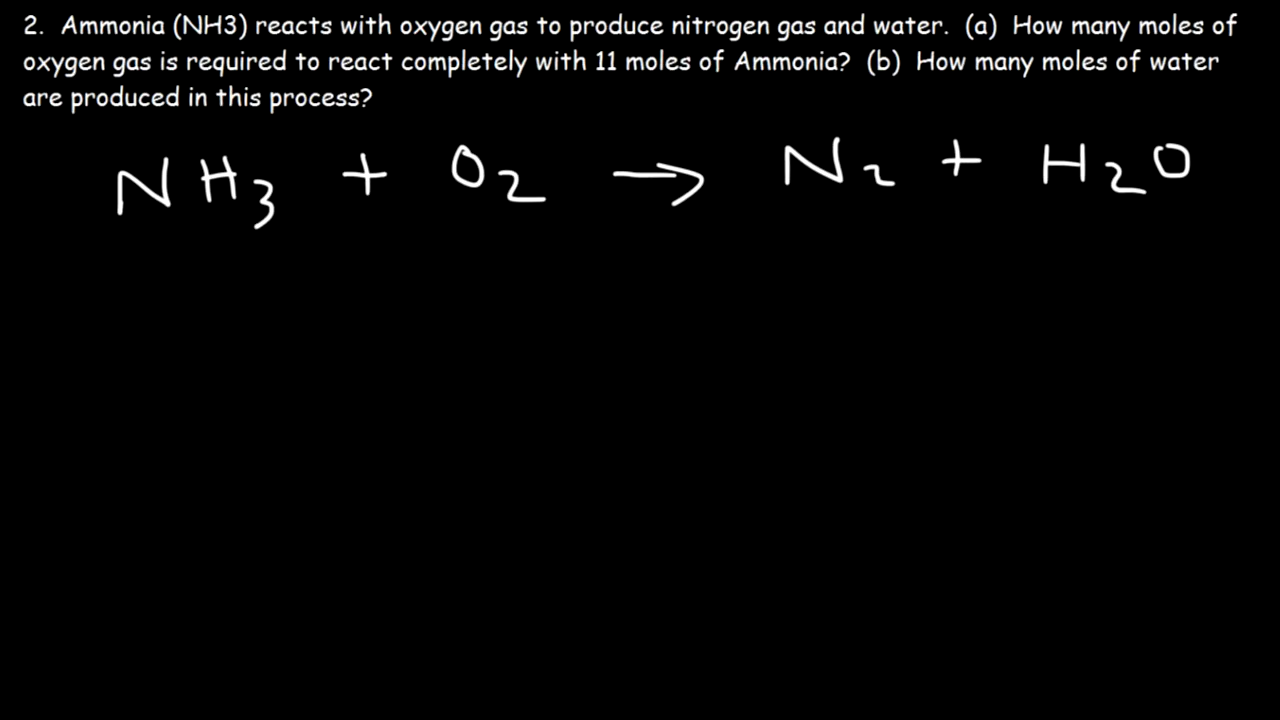 2. Ammonia (NH3) reacts with oxygen gas to produce nitrogen gas and water. (a) How many moles of
oxygen gas is required to react completely with 11 moles of Ammonia? (b) How many moles of water
are produced in this process?
NH₃ + O₂ → N₂ + H₂O